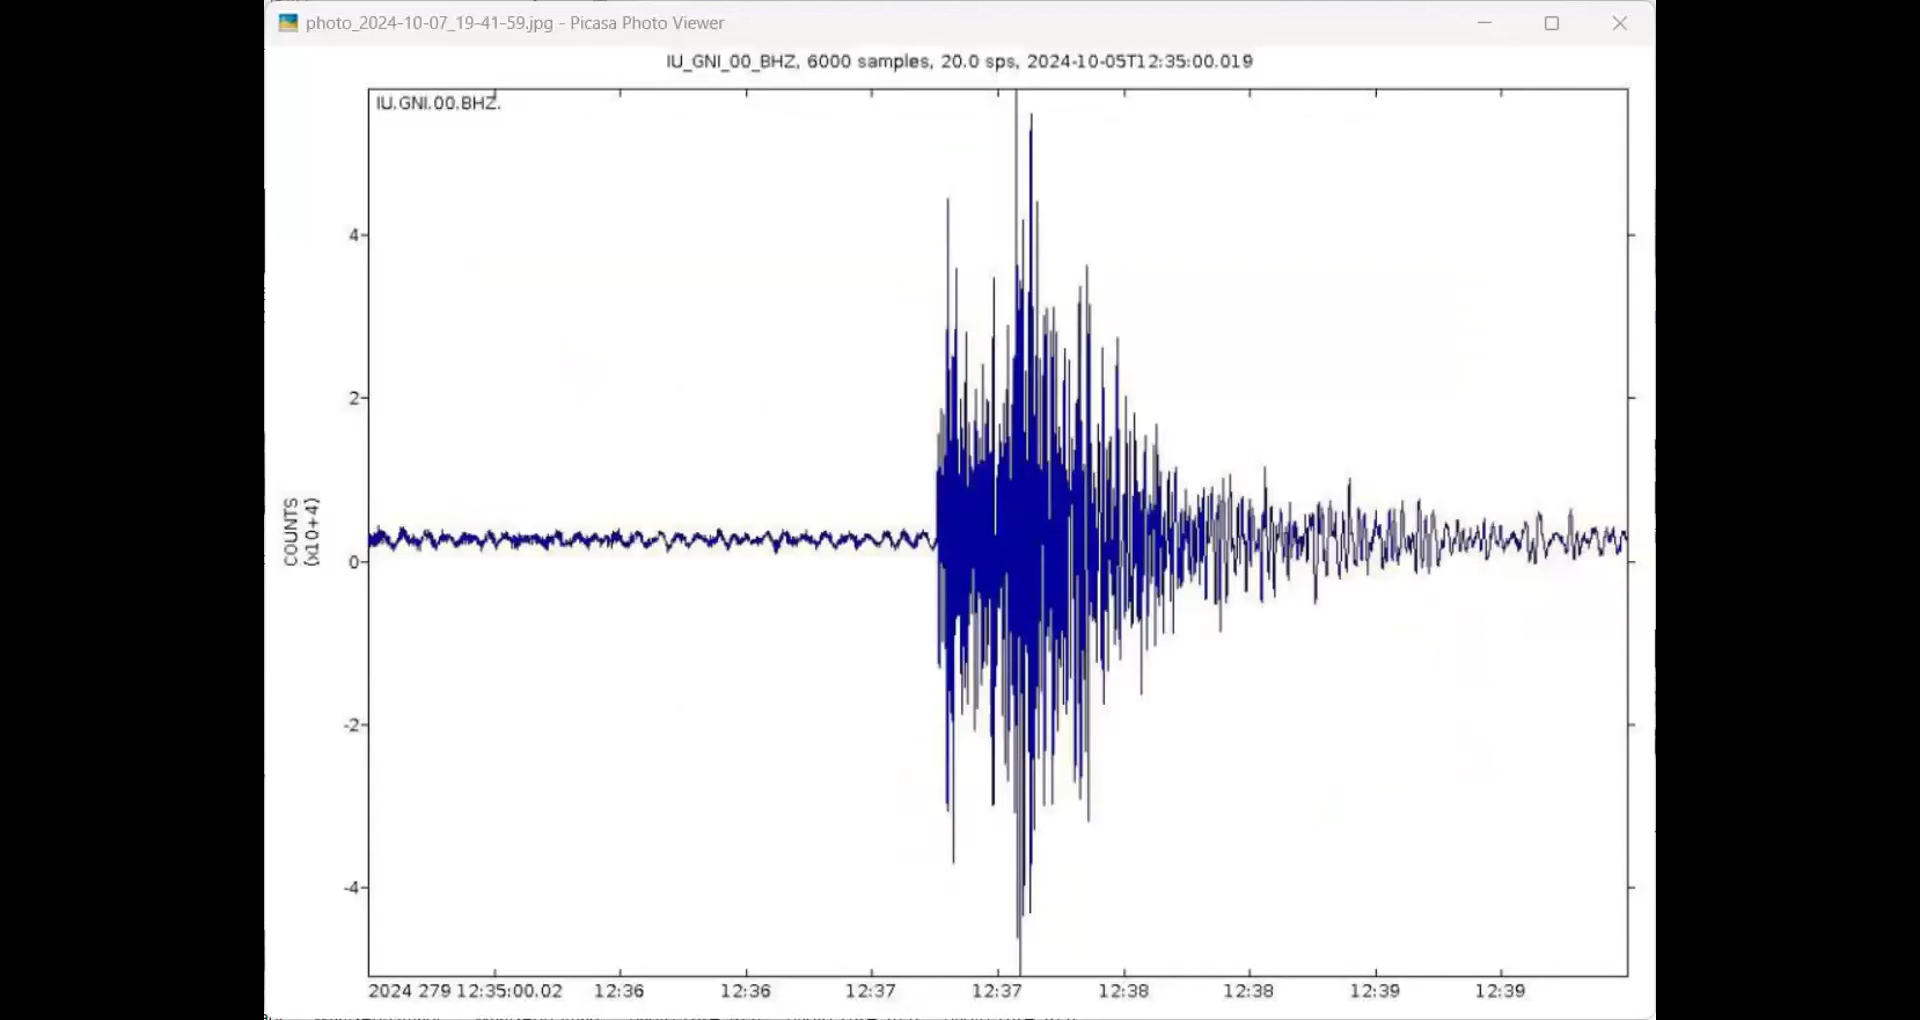 photo_2024-10-07_19-41-59.jpg - Picasa Photo Viewer
IU_GNI_00_BHZ, 6000 samples, 20.0 sps, 2024-10-05T12:35:00.019
IU.GNI.00.BHZ.
4
2
0
-2
-4
COUNTS
(x10+4)
2024 279 12:35:00.02 12:36 12:36 12:37 12:37 12:38 12:38 12:39 12:39